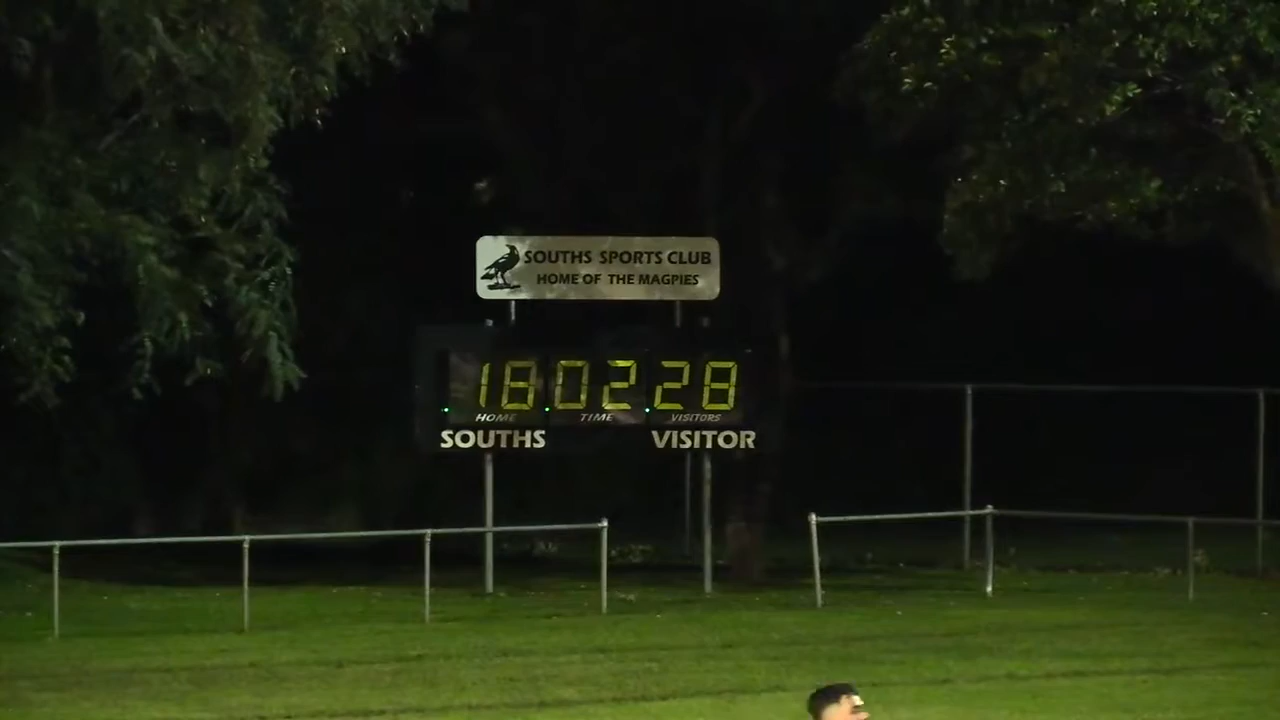 SOUTHS SPORTS CLUB
HOME OF THE MAGPIES
18 02 28
HOME TIME VISITORS
SOUTHS VISITOR